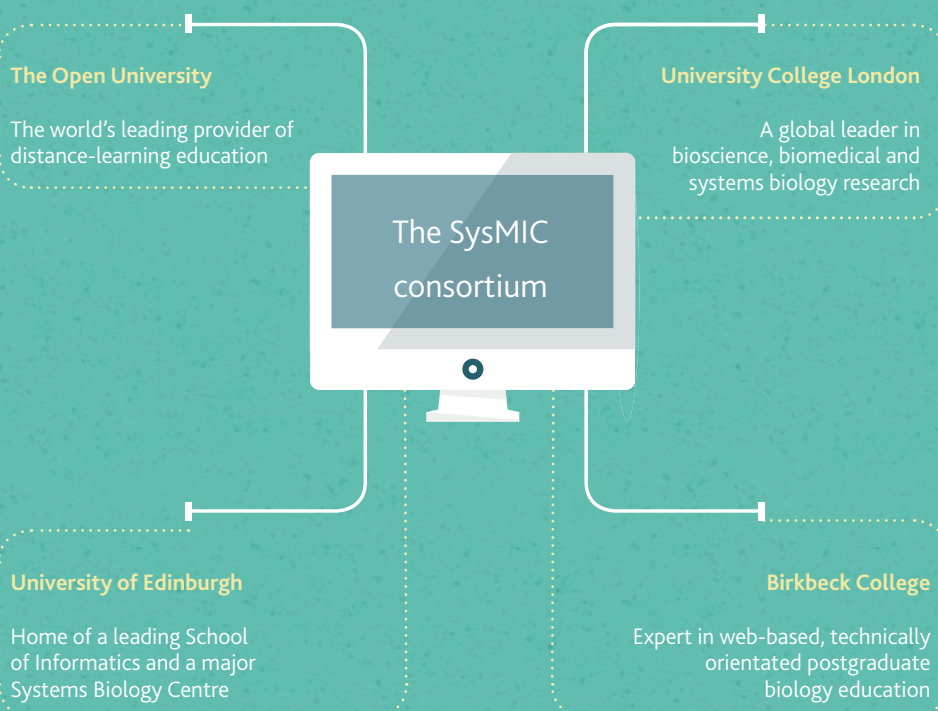 The Open University
The world’s leading provider of
distance-learning education
University College London
A global leader in
bioscience, biomedical and
systems biology research
The SysMIC
consortium
University of Edinburgh
Home of a leading School
of Informatics and a major
Systems Biology Centre
Birkbeck College
Expert in web-based, technically
orientated postgraduate
biology education